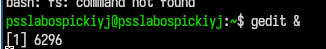 bash: fs: command not found
psslabospickiyj@psslabospickiyj:~$ gedit &
[1] 6296